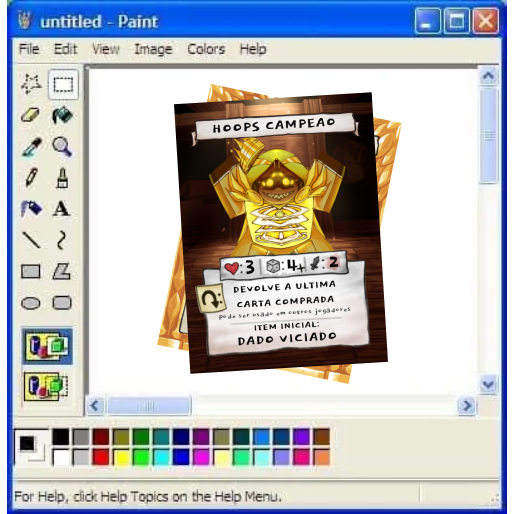 untitled - Paint
File Edit View Image Colors Help
HOOPS CAMPEAO
:3 :4+ :2
DEVOLVE A ULTIMA
CARTA COMPRADA
Pode ser usado em outros jogadores
ITEM INICIAL:
DADO VICIADO
A
For Help, click Help Topics on the Help Menu.